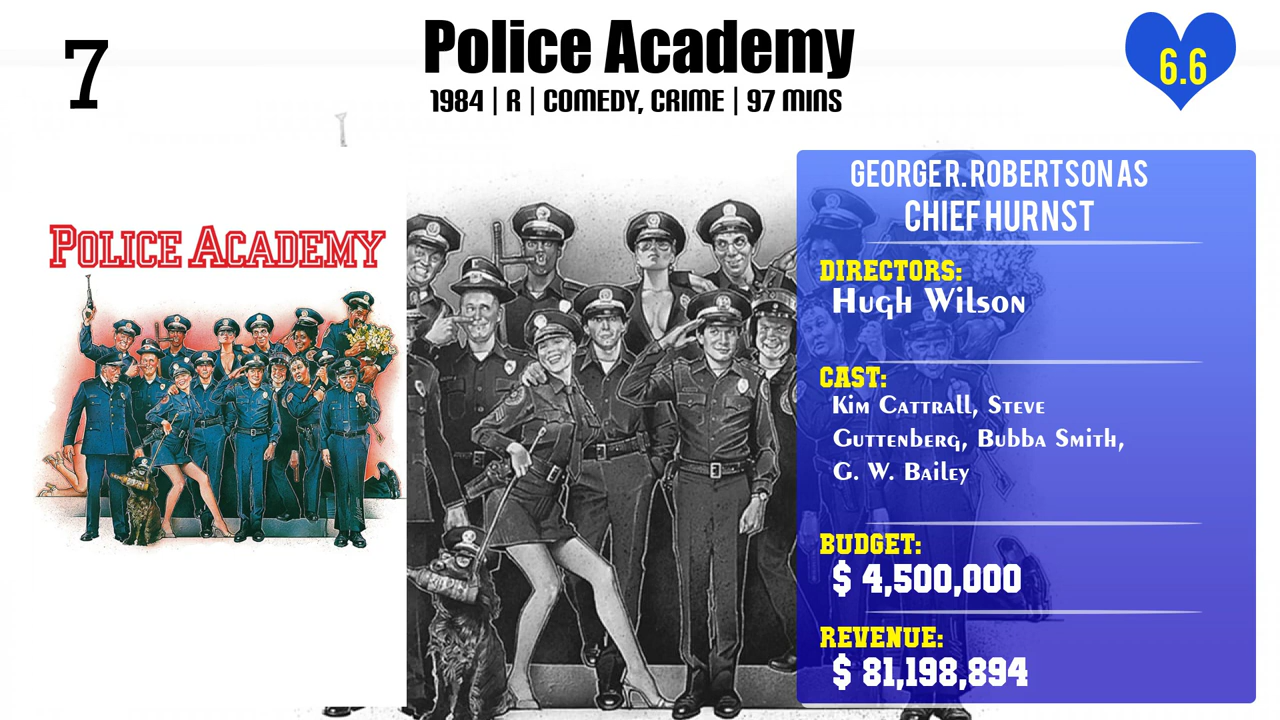 7
Police Academy
1984 | R | COMEDY, CRIME | 97 MINS
6.6
POLICE ACADEMY
GEORGE R. ROBERTSON AS
CHIEF HURNST
DIRECTORS:
Hugh Wilson
CAST:
Kim Cattrall, Steve
Guttenberg, Bubba Smith,
G. W. Bailey
BUDGET:
$ 4,500,000
REVENUE:
$ 81,198,894